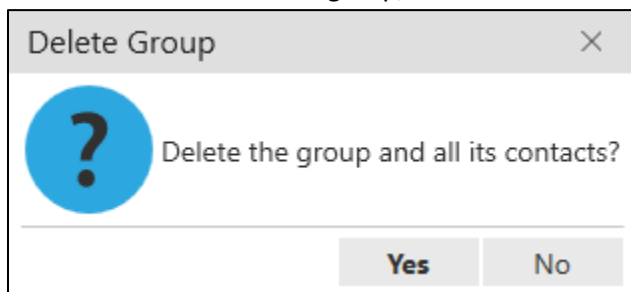 Delete Group
?
Delete the group and all its contacts?
Yes No